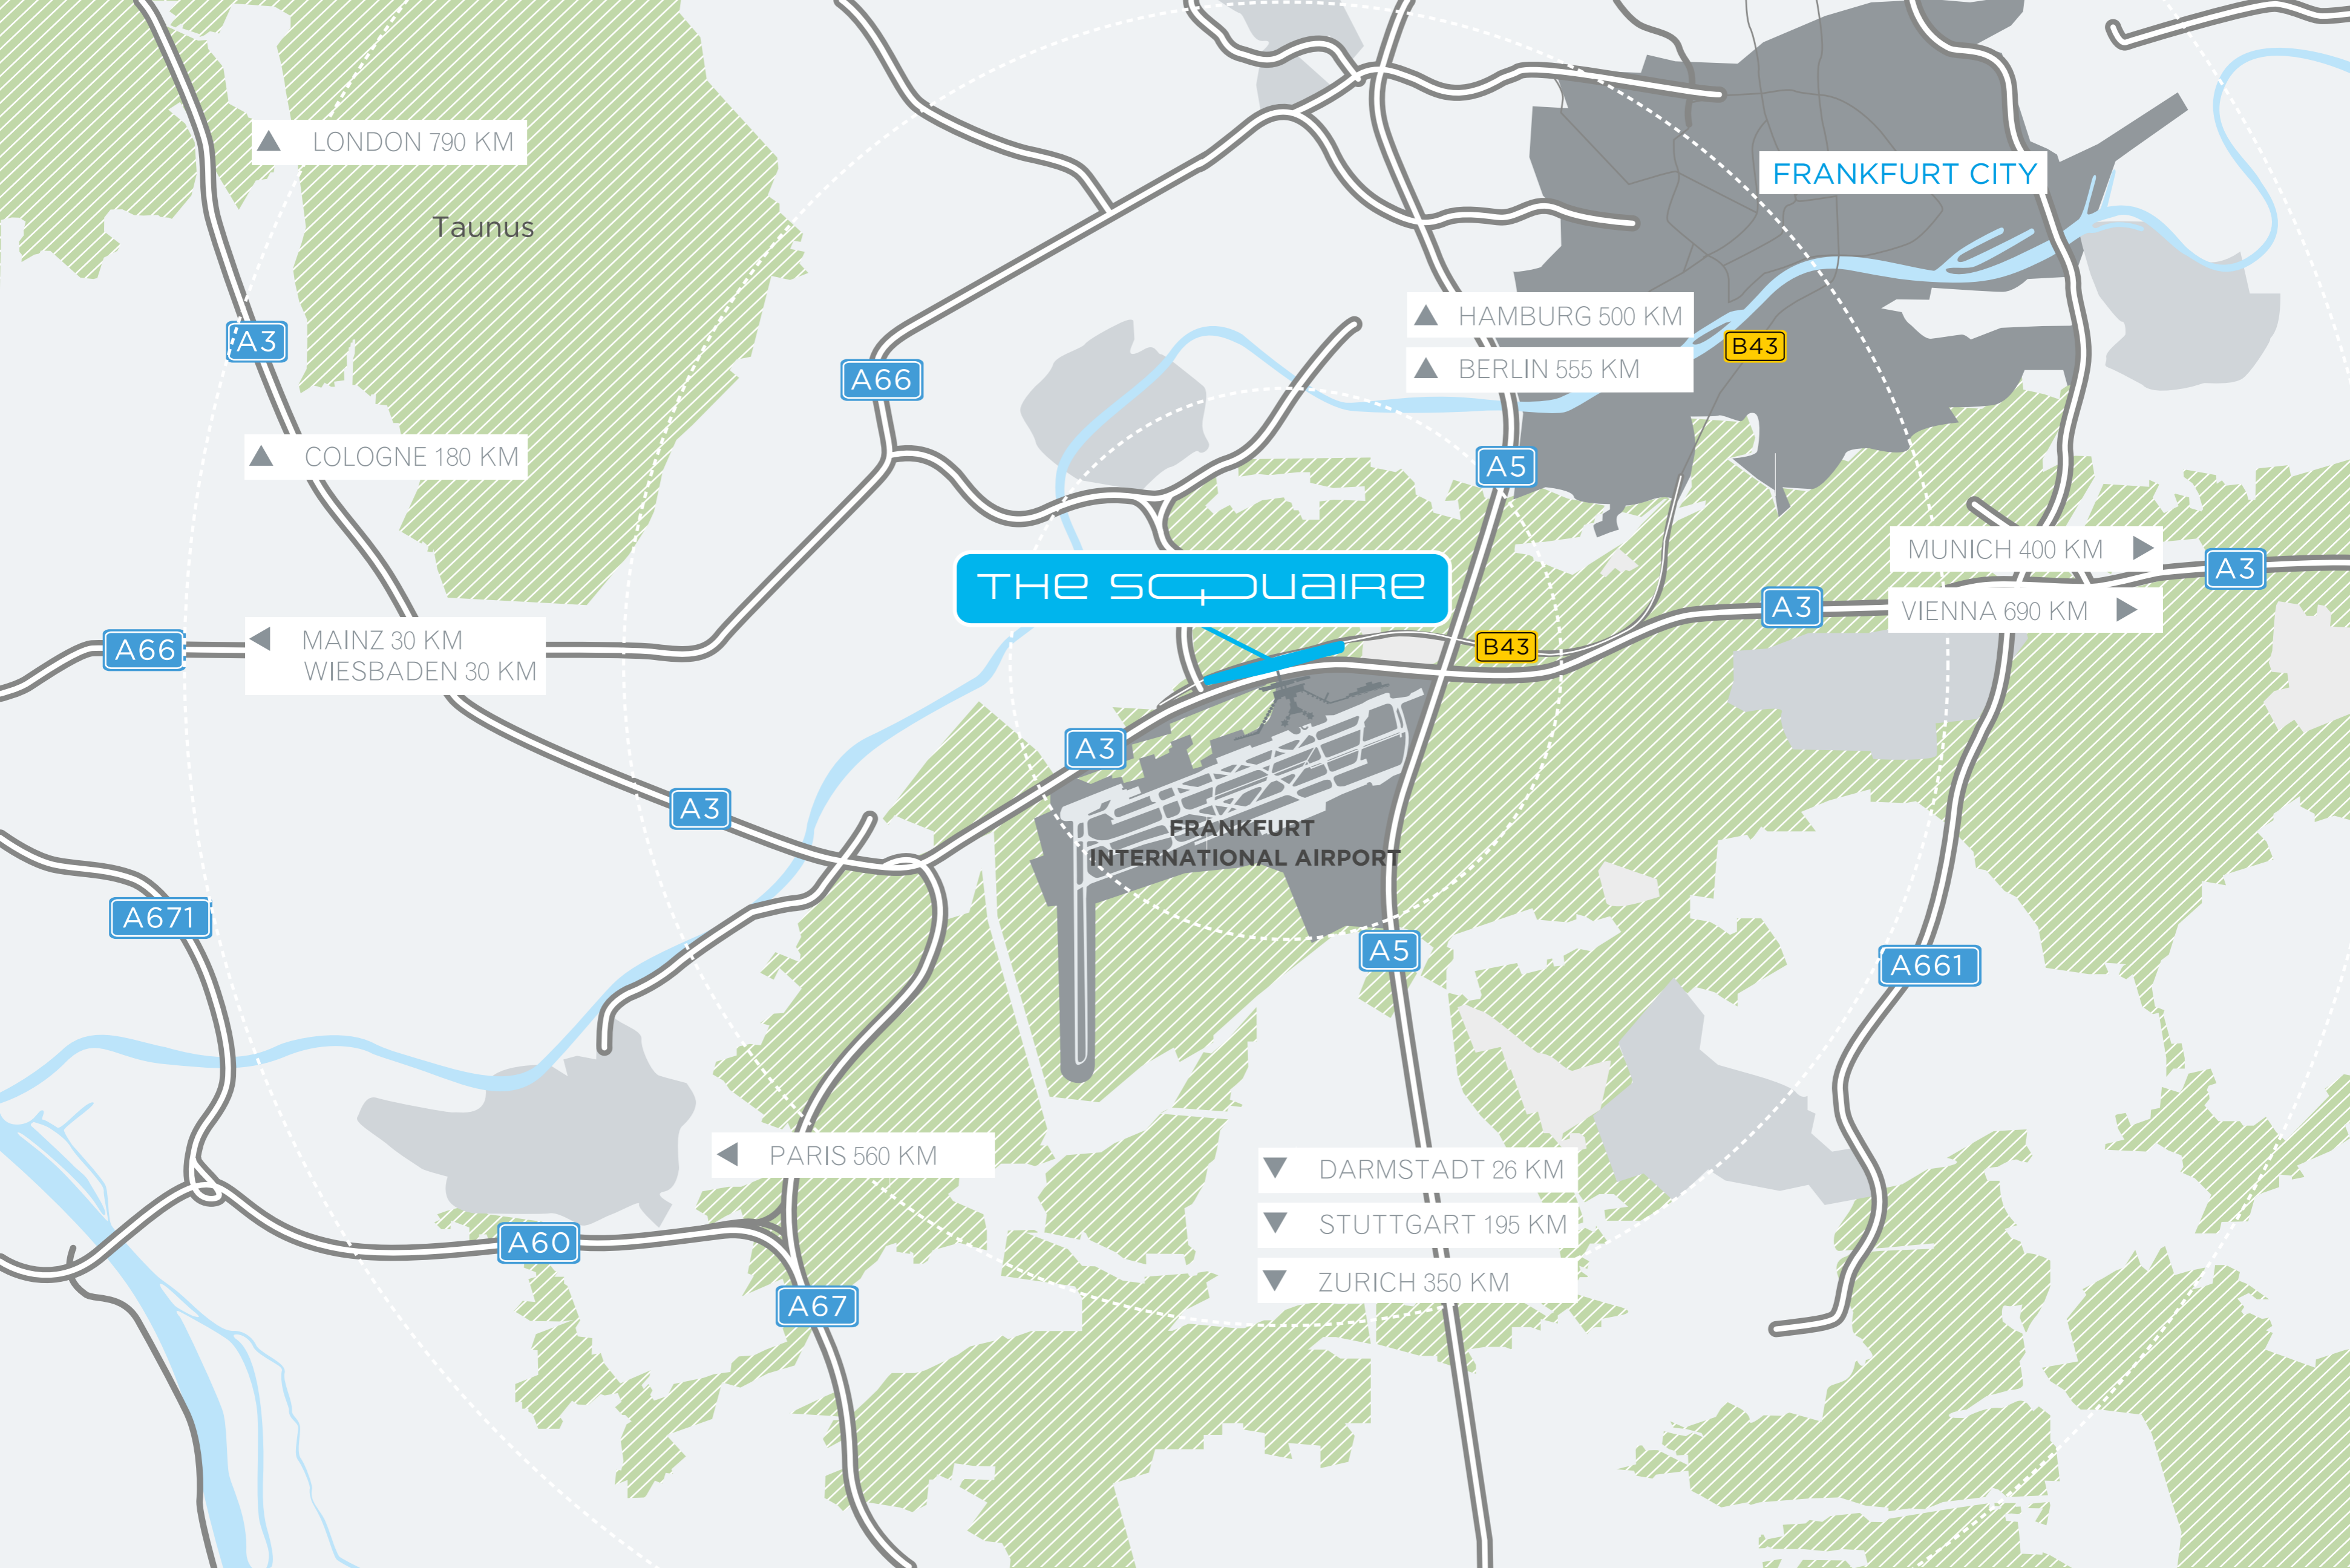 LONDON 790 KM
FRANKFURT CITY
Taunus
HAMBURG 500 KM
A3
B43
BERLIN 555 KM
A66
COLOGNE 180 KM
A5
MUNICH 400 KM
A3
THE SQUAIRE
A3
VIENNA 690 KM
A66
MAINZ 30 KM
WIESBADEN 30 KM
B43
A3
A3
FRANKFURT
INTERNATIONAL AIRPORT
A671
A5
A661
PARIS 560 KM
DARMSTADT 26 KM
STUTTGART 195 KM
A60
ZURICH 350 KM
A67